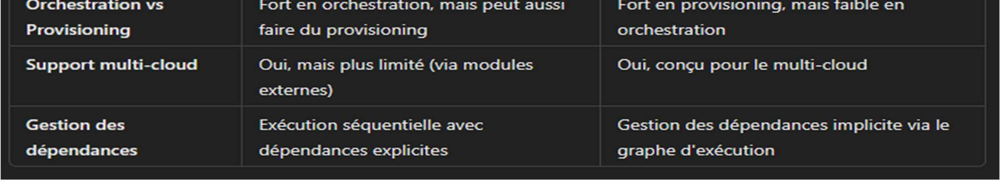 Orchestration vs
Provisioning
Fort en orchestration, mais peut aussi
faire du provisioning
Fort en provisioning, mais faible en
orchestration
Support multi-cloud
Oui, mais plus limité (via modules
externes)
Oui, conçu pour le multi-cloud
Gestion des
dépendances
Exécution séquentielle avec
dépendances explicites
Gestion des dépendances implicite via le
graphe d'exécution